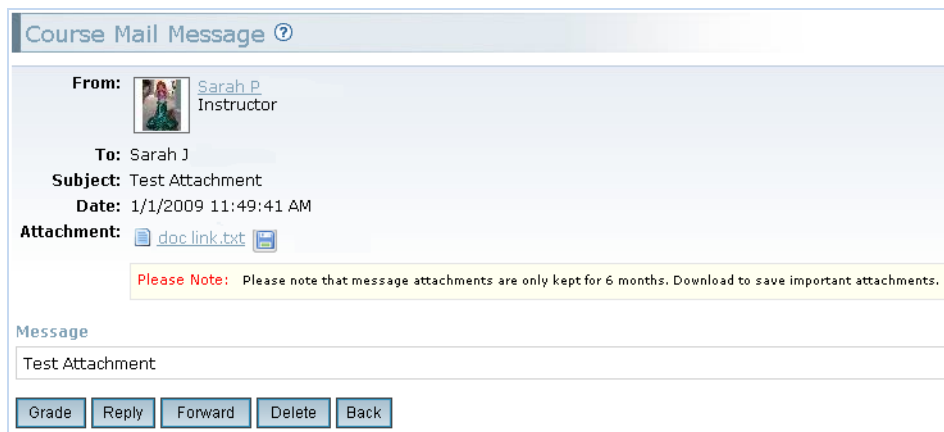 Course Mail Message ?
From: Sarah P
Instructor
To: Sarah J
Subject: Test Attachment
Date: 1/1/2009 11:49:41 AM
Attachment: doc link.txt
Please Note: Please note that message attachments are only kept for 6 months. Download to save important attachments.
Message
Test Attachment
Grade Reply Forward Delete Back